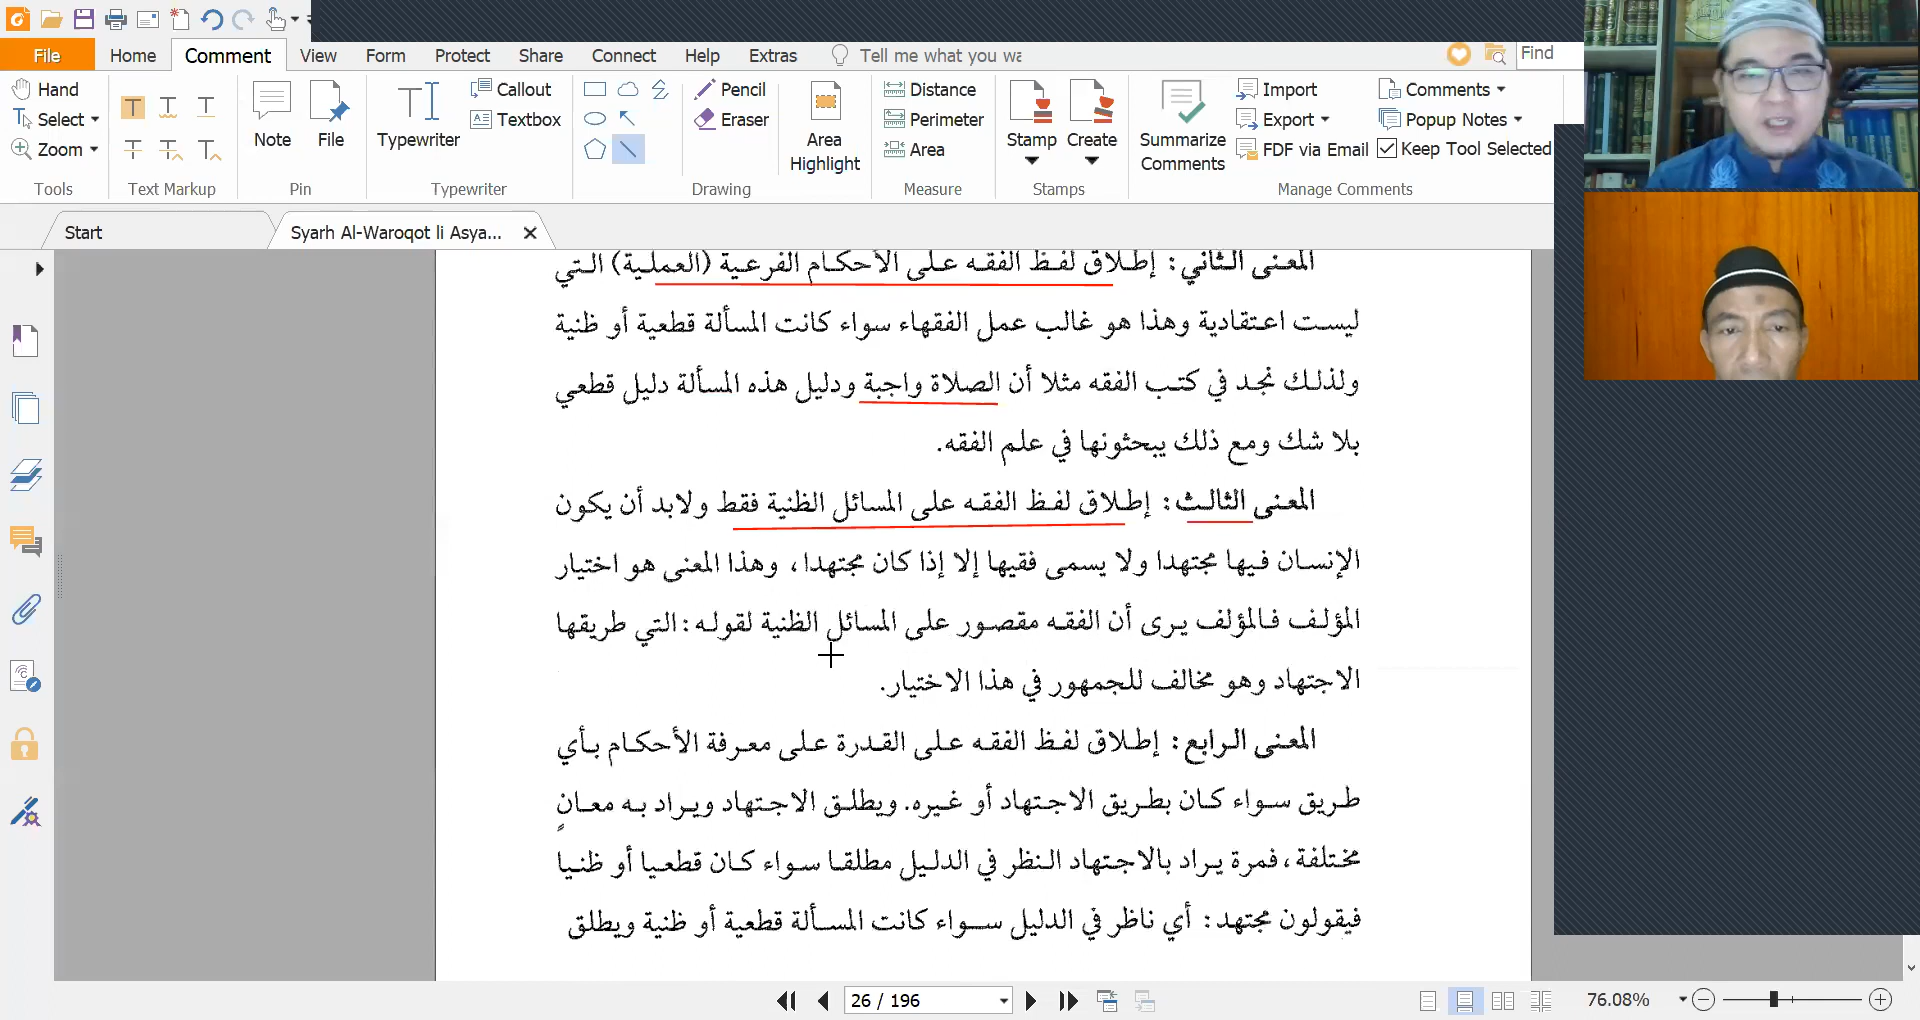 File
Home
Comment
View
Form
Protect
Share
Connect
Help
Extras
Tell me what you wa
Find
Hand
Select
Zoom
Tools
Text Markup
Note
File
Pin
Typewriter
Callout
Textbox
Typewriter
Pencil
Eraser
Area
Highlight
Drawing
Distance
Perimeter
Area
Measure
Stamp
Create
Stamps
Summarize
Comments
Import
Export
FDF via Email
Comments
Popup Notes
Keep Tool Selected
Manage Comments
Start
Syarh Al-Waroqot li Asya...
المعنى الثاني: إطلاق لفظ الفقه على الأحكام الفرعية (العملية) التي
ليست اعتقادية وهذا هو غالب عمل الفقهاء سواء كانت المسألة قطعية أو ظنية
ولذلك نجد في كتب الفقه مثلا أن الصلاة واجبة ودليل هذه المسألة دليل قطعي
بلا شك ومع ذلك يبحثونها في علم الفقه.
المعنى الثالث: إطلاق لفظ الفقه على المسائل الظنية فقط ولابد أن يكون
الإنسان فيها مجتهدا ولا يسمى فقيها إلا إذا كان مجتهدا، وهذا المعنى هو اختيار
المؤلف فالمؤلف يرى أن الفقه مقصور على المسائل الظنية لقوله: التي طريقها
الاجتهاد وهو مخالف للجمهور في هذا الاختيار.
المعنى الرابع: إطلاق لفظ الفقه على القدرة على معرفة الأحكام بأي
طريق سواء كان بطريق الاجتهاد أو غيره. ويطلق الاجتهاد ويراد به معانٍ
مختلفة، فمرة يراد بالاجتهاد النظر في الدليل مطلقا سواء كان قطعيا أو ظنيا
فيقولون مجتهد: أي ناظر في الدليل سواء كانت المسألة قطعية أو ظنية ويطلق
26 / 196
76.08%